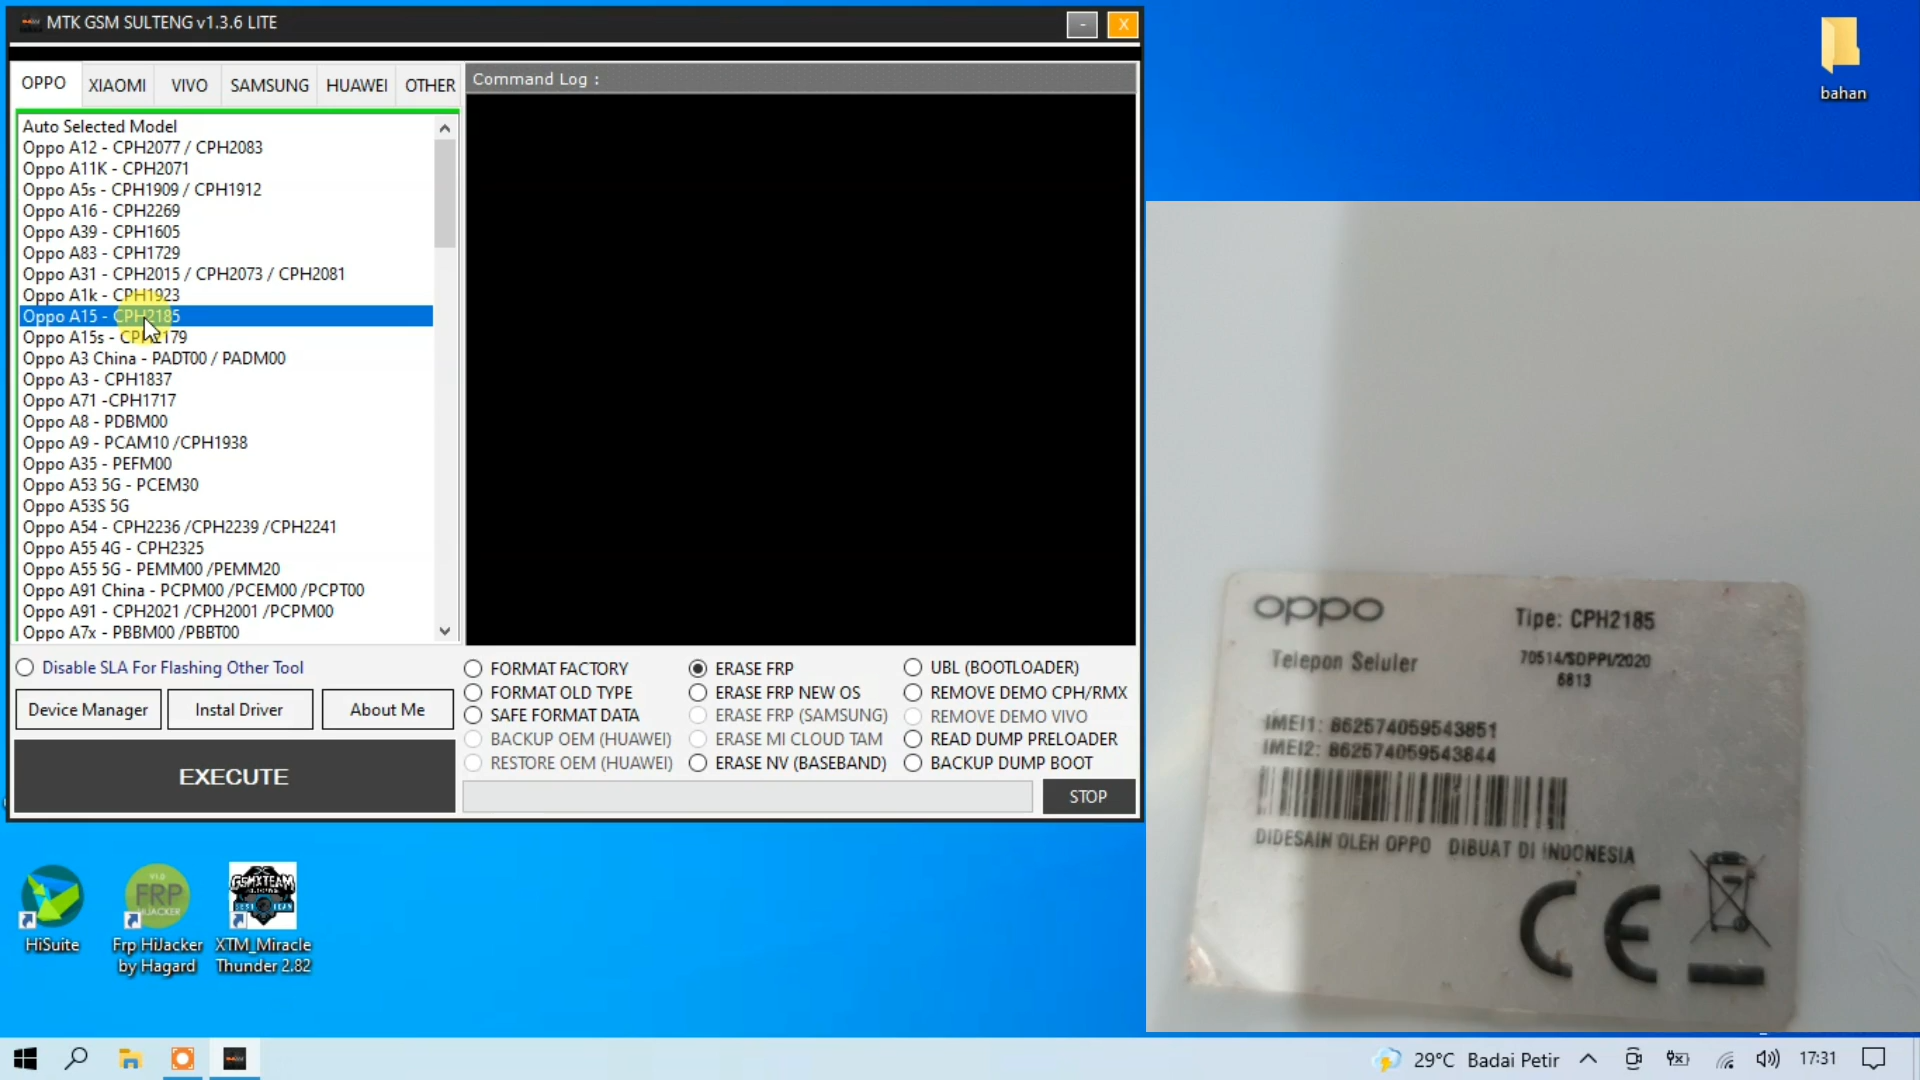 MTK GSM SULTENG v1.3.6 LITE
-
X
OPPO
XIAOMI
VIVO
SAMSUNG
HUAWEI
OTHER
Command Log :
Auto Selected Model
Oppo A12 - CPH2077 / CPH2083
Oppo A11K - CPH2071
Oppo A5s - CPH1909 / CPH1912
Oppo A16 - CPH2269
Oppo A39 - CPH1605
Oppo A83 - CPH1729
Oppo A31 - CPH2015 / CPH2073 / CPH2081
Oppo A1k - CPH1923
Oppo A15 - CPH2185
Oppo A15s - CPH2179
Oppo A3 China - PADT00 / PADM00
Oppo A3 - CPH1837
Oppo A71 -CPH1717
Oppo A8 - PDBM00
Oppo A9 - PCAM10 /CPH1938
Oppo A35 - PEFM00
Oppo A53 5G - PCEM30
Oppo A53S 5G
Oppo A54 - CPH2236 /CPH2239 /CPH2241
Oppo A55 4G - CPH2325
Oppo A55 5G - PEMM00 /PEMM20
Oppo A91 China - PCPM00 /PCEM00 /PCPT00
Oppo A91 - CPH2021 /CPH2001 /PCPM00
Oppo A7x - PBBM00 /PBBT00
Disable SLA For Flashing Other Tool
Device Manager
Instal Driver
About Me
EXECUTE
FORMAT FACTORY
FORMAT OLD TYPE
SAFE FORMAT DATA
BACKUP OEM (HUAWEI)
RESTORE OEM (HUAWEI)
ERASE FRP
ERASE FRP NEW OS
ERASE FRP (SAMSUNG)
ERASE MI CLOUD TAM
ERASE NV (BASEBAND)
UBL (BOOTLOADER)
REMOVE DEMO CPH/RMX
REMOVE DEMO VIVO
READ DUMP PRELOADER
BACKUP DUMP BOOT
STOP
bahan
oppo
Tipe: CPH2185
Telepon Seluler
70514/SDPPI/2020
6813
IMEI1: 862574059543851
IMEI2: 862574059543844
DIDESAIN OLEH OPPO DIBUAT DI INDONESIA
CE
HiSuite
V1.0
FRP
HIJACKER
Frp HiJacker
by Hagard
GSMXTEAM
XTM_Miracle
Thunder 2.82
29°C Badai Petir
17:31